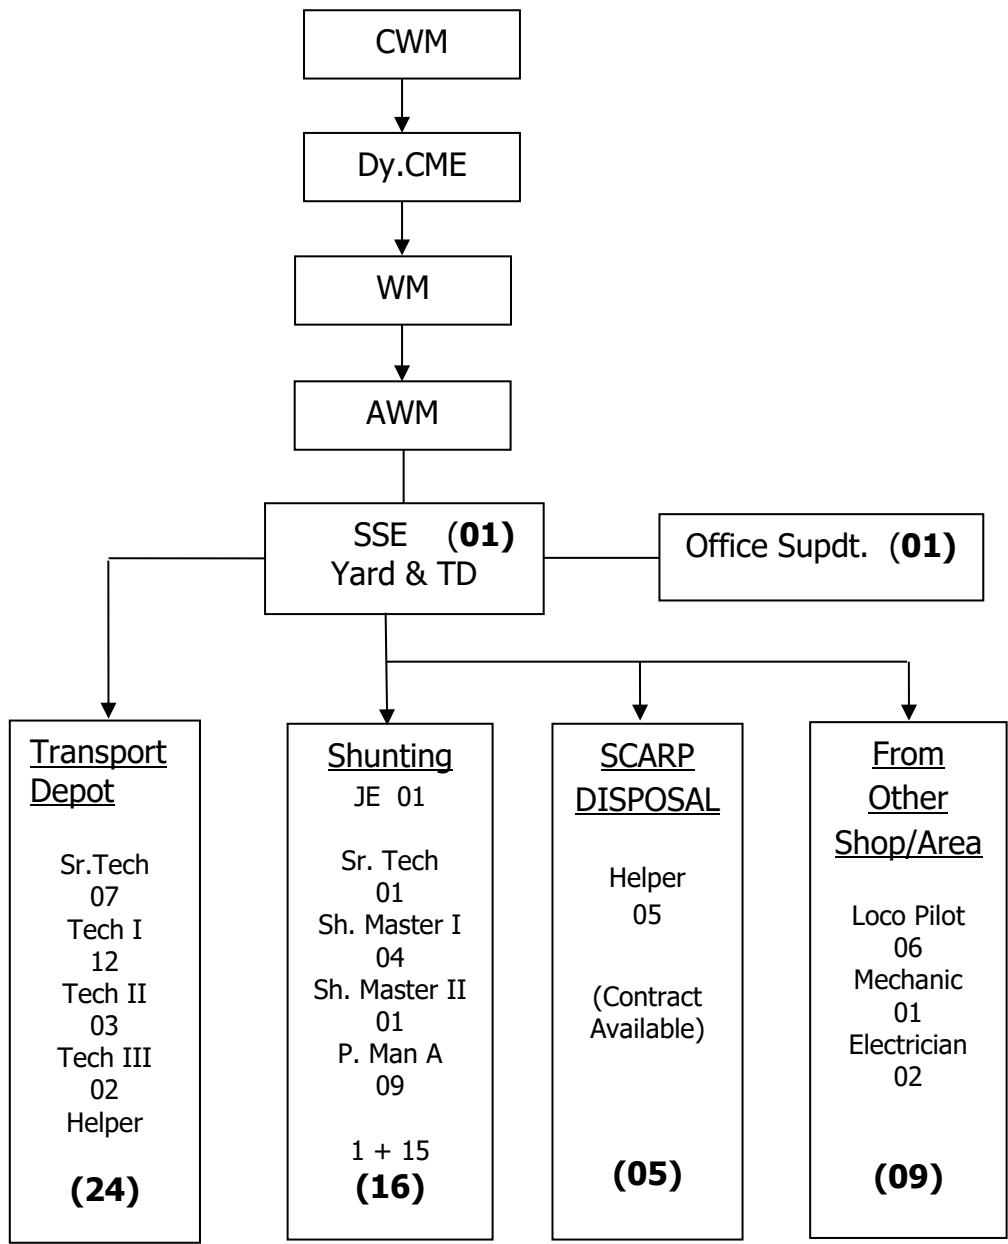 CWM
Dy.CME
WM
AWM
SSE (01)
Yard & TD
Office Supdt. (01)
Transport
Depot
Sr.Tech
07
Tech I
12
Tech II
03
Tech III
02
Helper
(24)
Shunting
JE 01
Sr. Tech
01
Sh. Master I
04
Sh. Master II
01
P. Man A
09
1 + 15
(16)
SCARP
DISPOSAL
Helper
05
(Contract
Available)
(05)
From
Other
Shop/Area
Loco Pilot
06
Mechanic
01
Electrician
02
(09)